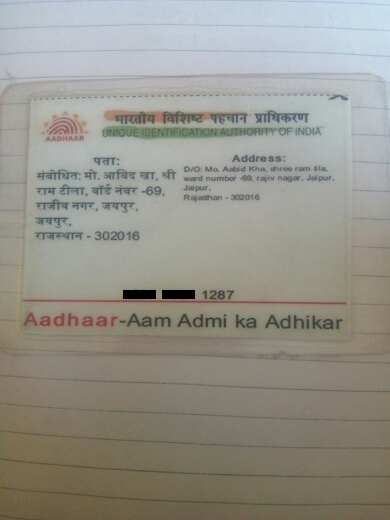 AADHAAR
भारतीय विशिष्ट पहचान प्राधिकरण
UNIQUE IDENTIFICATION AUTHORITY OF INDIA
पता:
संबोधित: मो. आबिद खा, श्री
राम टीला, वॉर्ड नंबर -69,
राजीव नगर, जयपुर,
जयपुर,
राजस्थान - 302016
Address:
D/O: Mo. Aabid Kha, shree ram tila,
ward number -69, rajiv nagar, Jaipur,
Jaipur,
Rajasthan - 302016
1287
Aadhaar-Aam Admi ka Adhikar